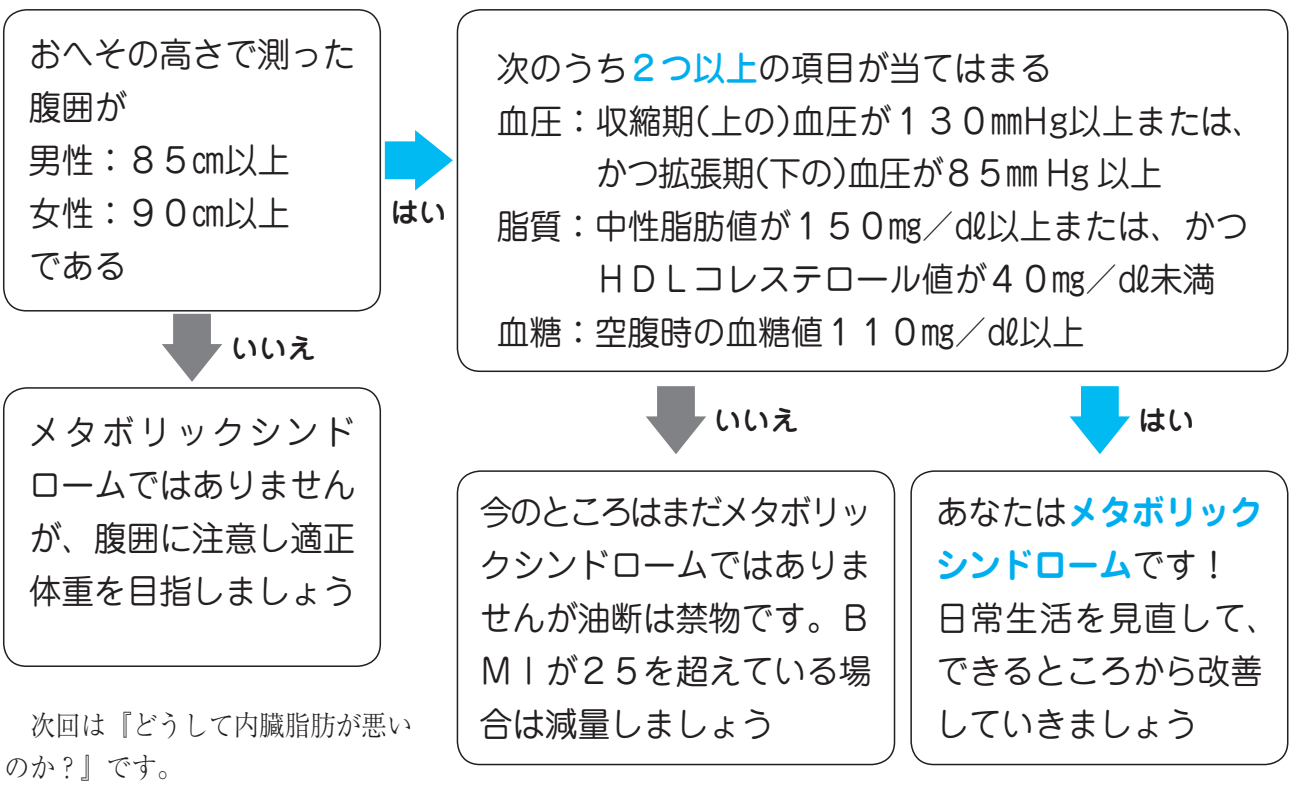 おへその高さで測った
腹囲が
男性：８５㎝以上
女性：９０㎝以上
である
はい
次のうち２つ以上の項目が当てはまる
血圧：収縮期(上の)血圧が１３０㎜Hg以上または、
かつ拡張期(下の)血圧が８５㎜Hg以上
脂質：中性脂肪値が１５０㎎／㎗以上または、かつ
ＨＤＬコレステロール値が４０㎎／㎗未満
血糖：空腹時の血糖値１１０㎎／㎗以上
いいえ
メタボリックシンド
ロームではありません
が、腹囲に注意し適正
体重を目指しましょう
いいえ
はい
今のところはまだメタボリッ
クシンドロームではありま
せんが油断は禁物です。Ｂ
ＭＩが２５を超えている場
合は減量しましょう
あなたはメタボリック
シンドロームです！
日常生活を見直して、
できるところから改善
していきましょう
次回は『どうして内臓脂肪が悪い
のか？』です。